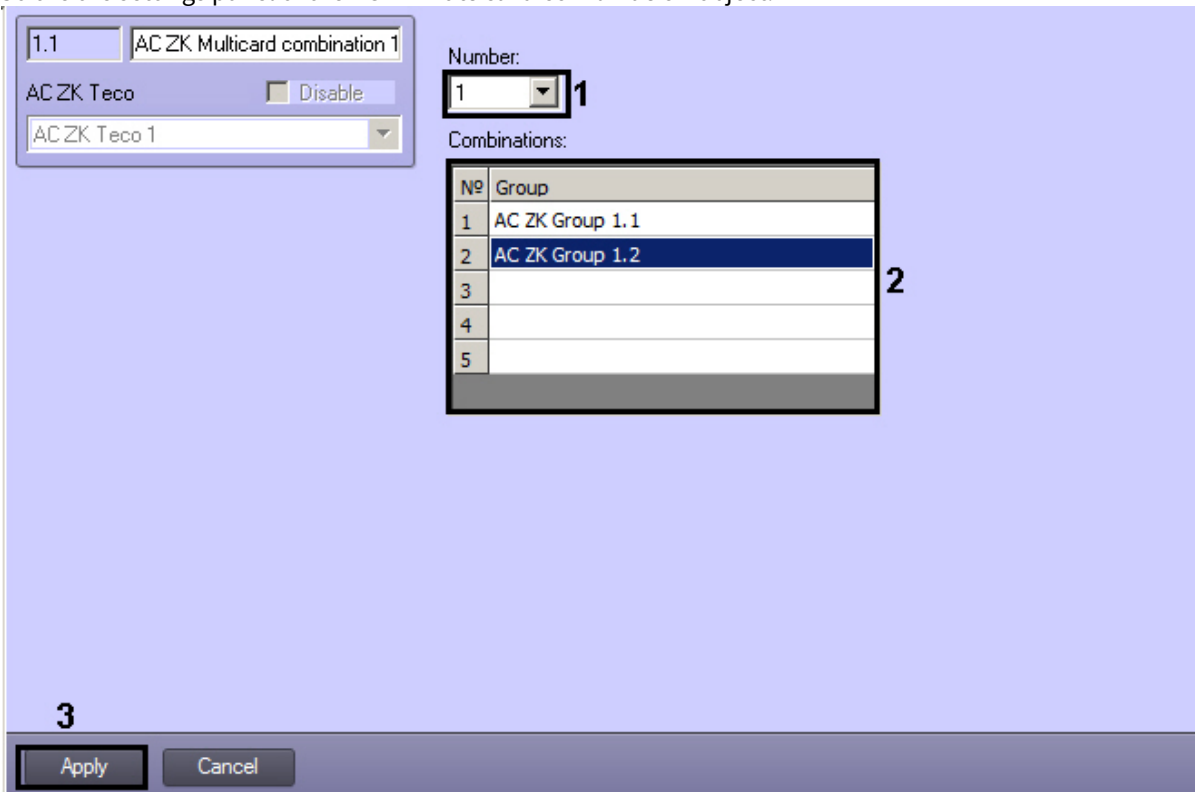 1.1
AC ZK Multicard combination 1
AC ZK Teco
Disable
AC ZK Teco 1
Number:
1
1
Combinations:
Nº Group
1 AC ZK Group 1.1
2 AC ZK Group 1.2
3
4
5
2
3
Apply
Cancel